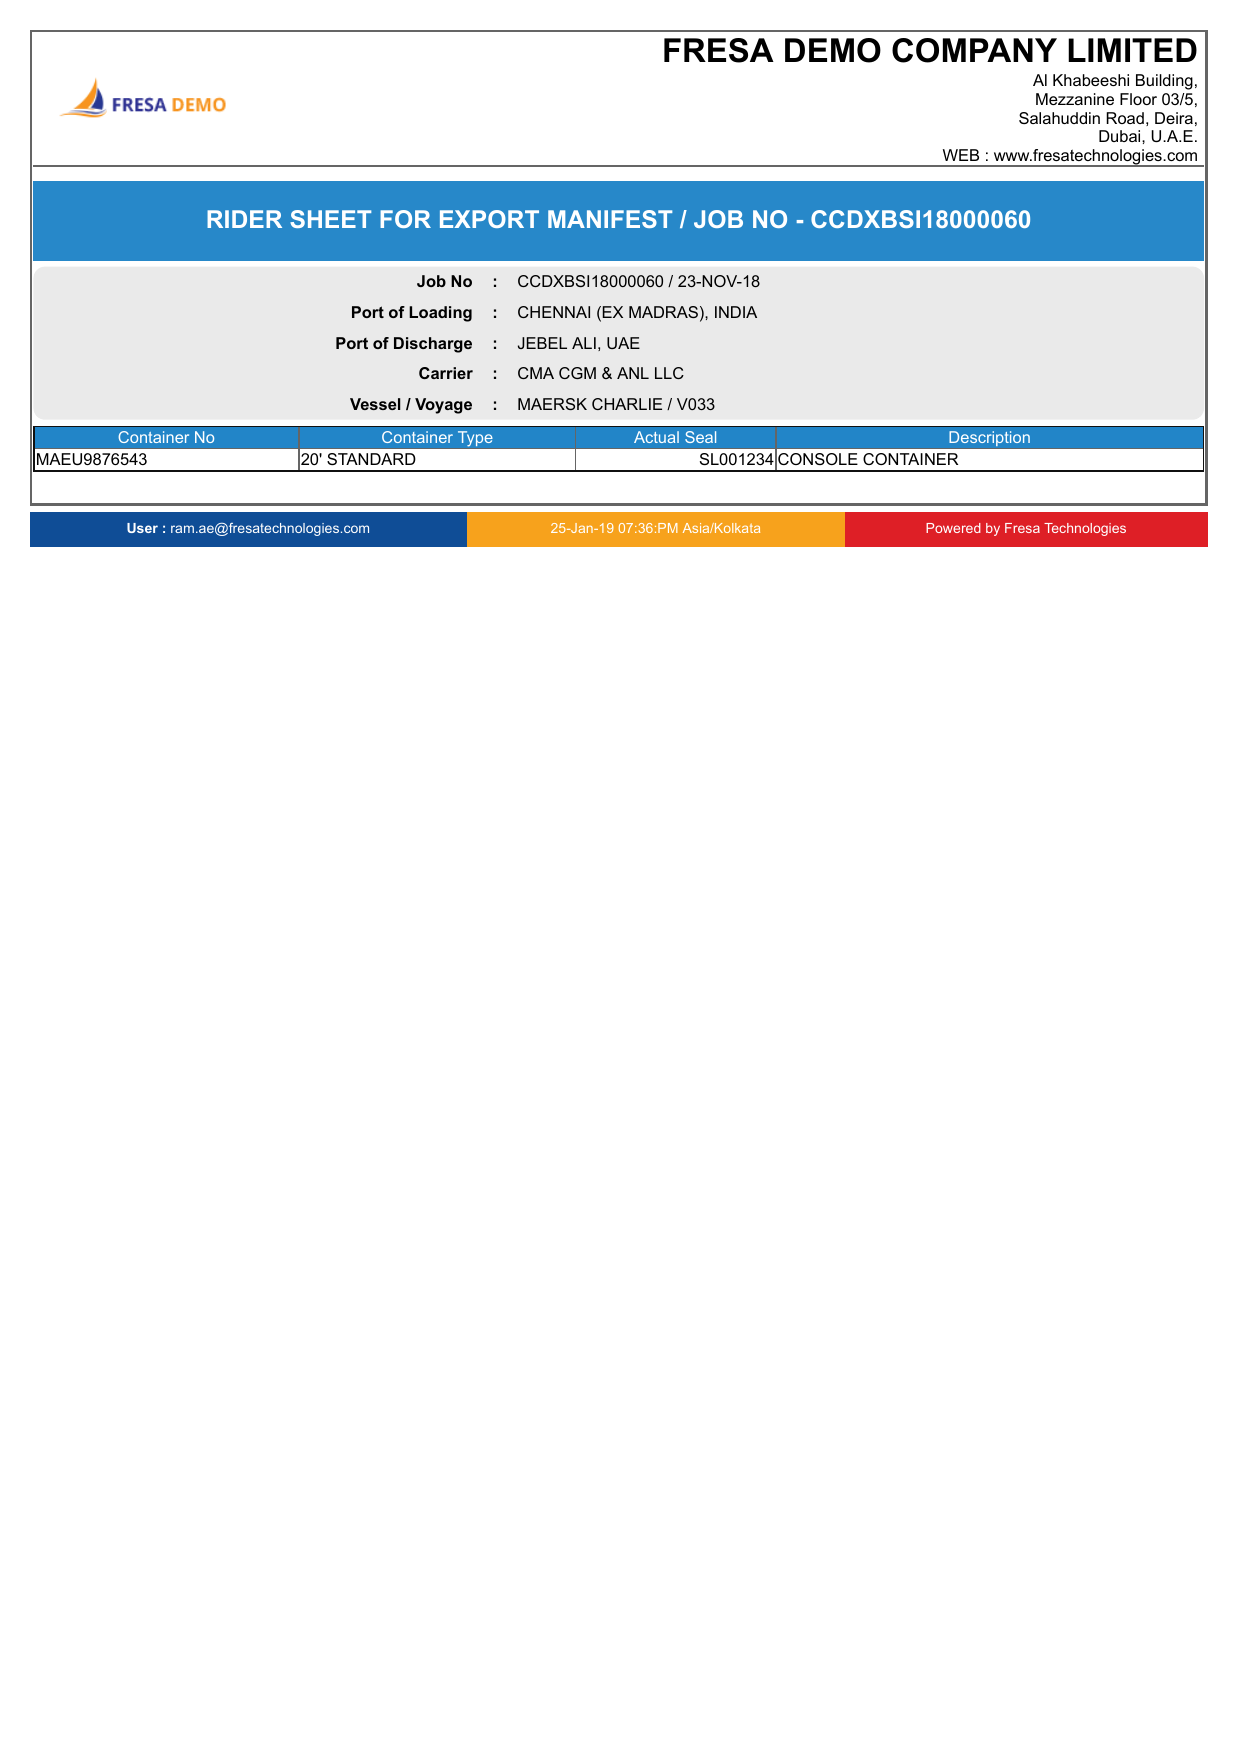 FRESA DEMO
FRESA DEMO COMPANY LIMITED
Al Khabeeshi Building,
Mezzanine Floor 03/5,
Salahuddin Road, Deira,
Dubai, U.A.E.
WEB : www.fresatechnologies.com
RIDER SHEET FOR EXPORT MANIFEST / JOB NO - CCDXBSI18000060
Job No : CCDXBSI18000060 / 23-NOV-18
Port of Loading : CHENNAI (EX MADRAS), INDIA
Port of Discharge : JEBEL ALI, UAE
Carrier : CMA CGM & ANL LLC
Vessel / Voyage : MAERSK CHARLIE / V033
Container No Container Type Actual Seal Description
MAEU9876543 20' STANDARD SL001234 CONSOLE CONTAINER
User : ram.ae@fresatechnologies.com 25-Jan-19 07:36:PM Asia/Kolkata Powered by Fresa Technologies